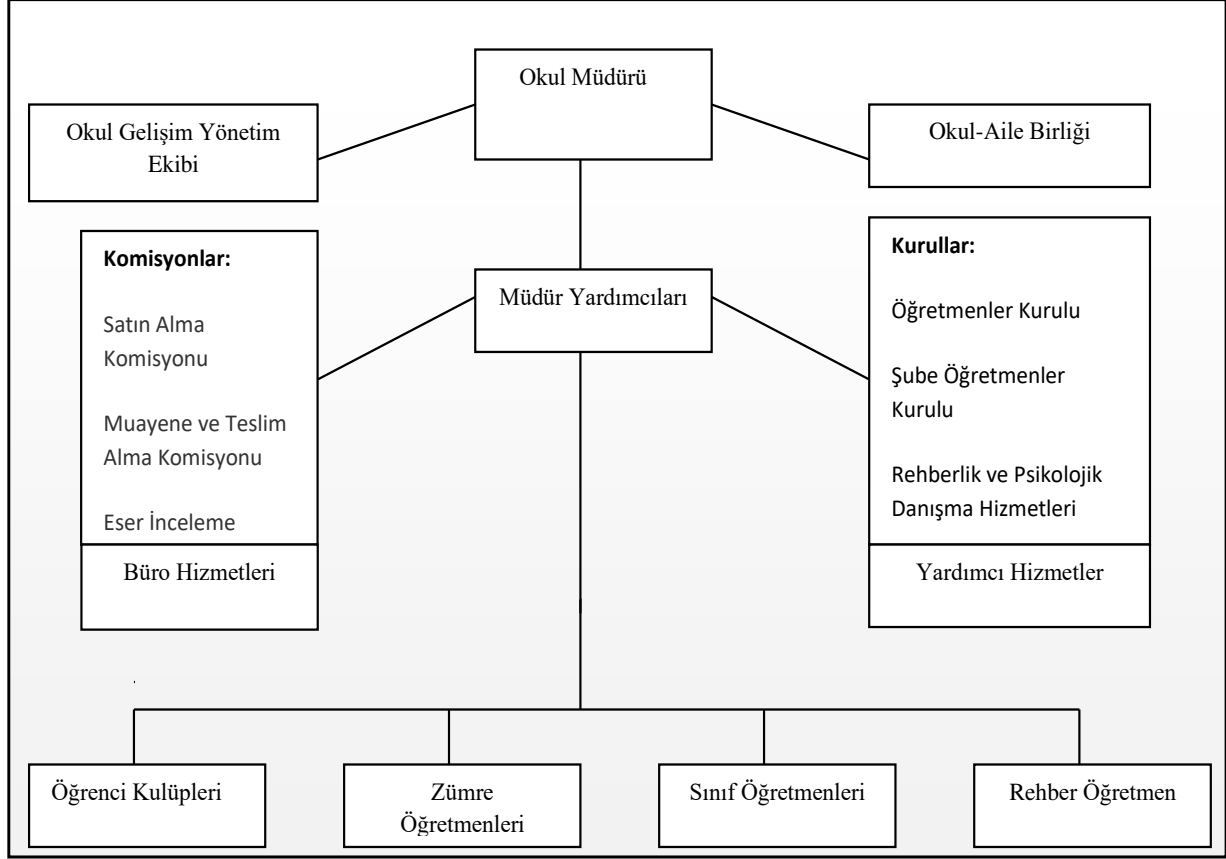 Okul Müdürü
Okul Gelişim Yönetim
Ekibi
Okul-Aile Birliği
Komisyonlar:
Satın Alma
Komisyonu
Muayene ve Teslim
Alma Komisyonu
Eser İnceleme
Büro Hizmetleri
Müdür Yardımcıları
Kurullar:
Öğretmenler Kurulu
Şube Öğretmenler
Kurulu
Rehberlik ve Psikolojik
Danışma Hizmetleri
Yardımcı Hizmetler
Öğrenci Kulüpleri
Zümre
Öğretmenleri
Sınıf Öğretmenleri
Rehber Öğretmen